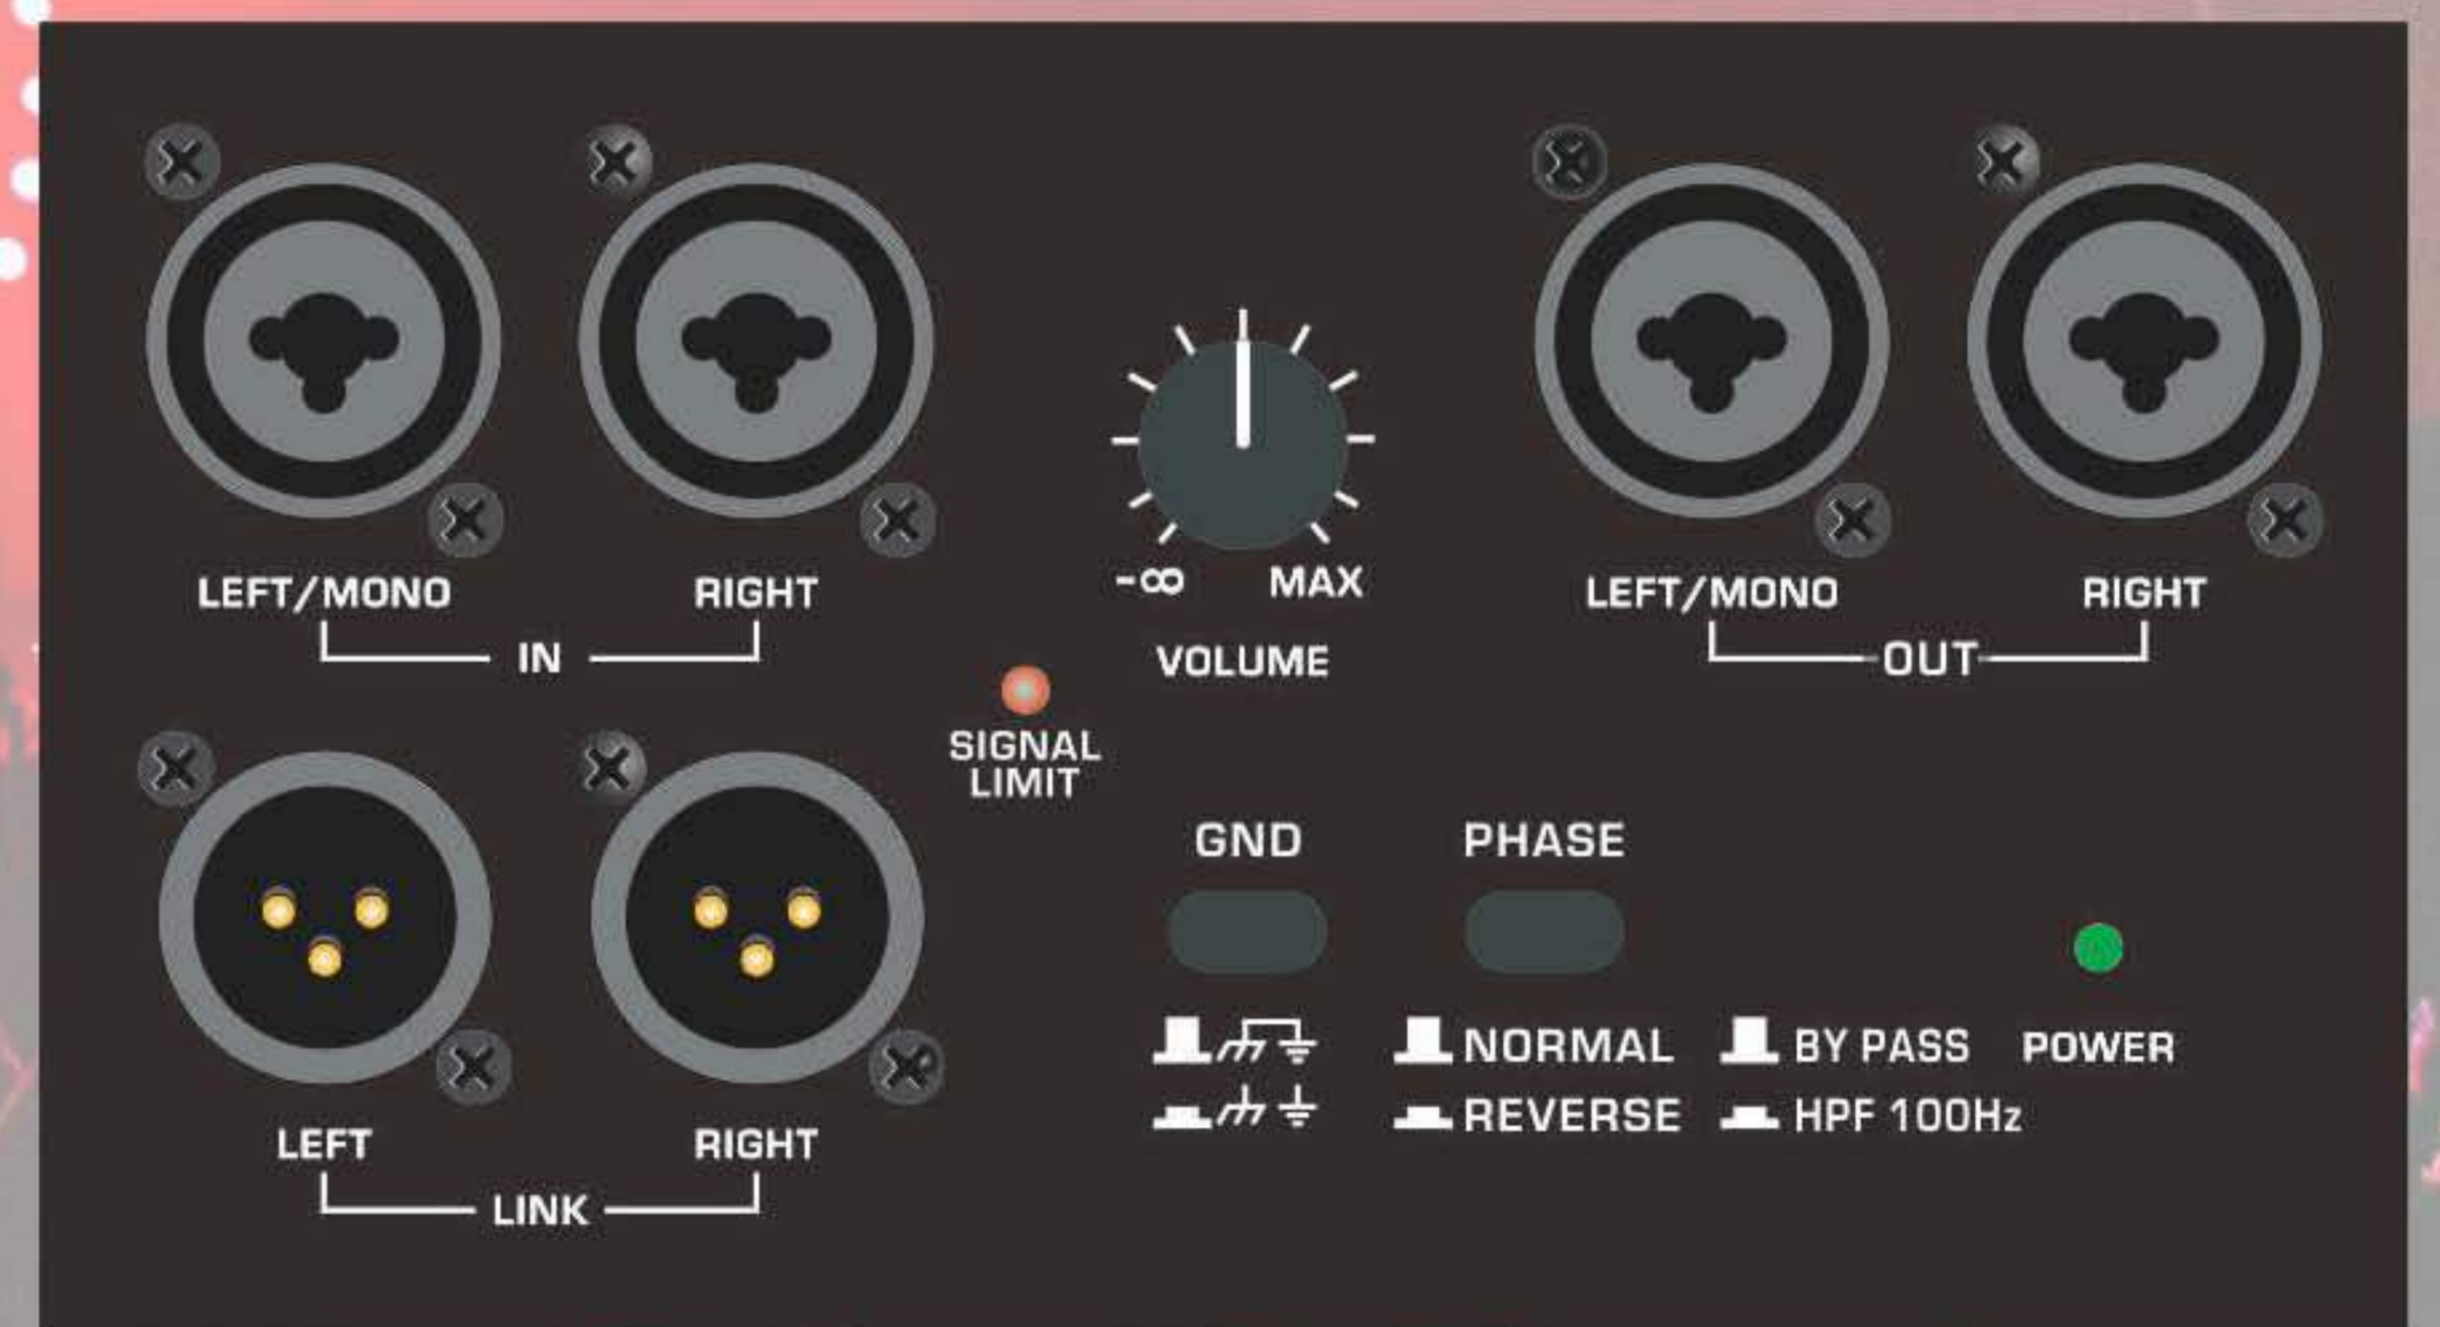 LEFT/MONO RIGHT
IN
-∞ MAX
VOLUME
LEFT/MONO RIGHT
OUT
SIGNAL
LIMIT
LEFT RIGHT
LINK
GND PHASE
NORMAL BY PASS
REVERSE HPF 100Hz
POWER